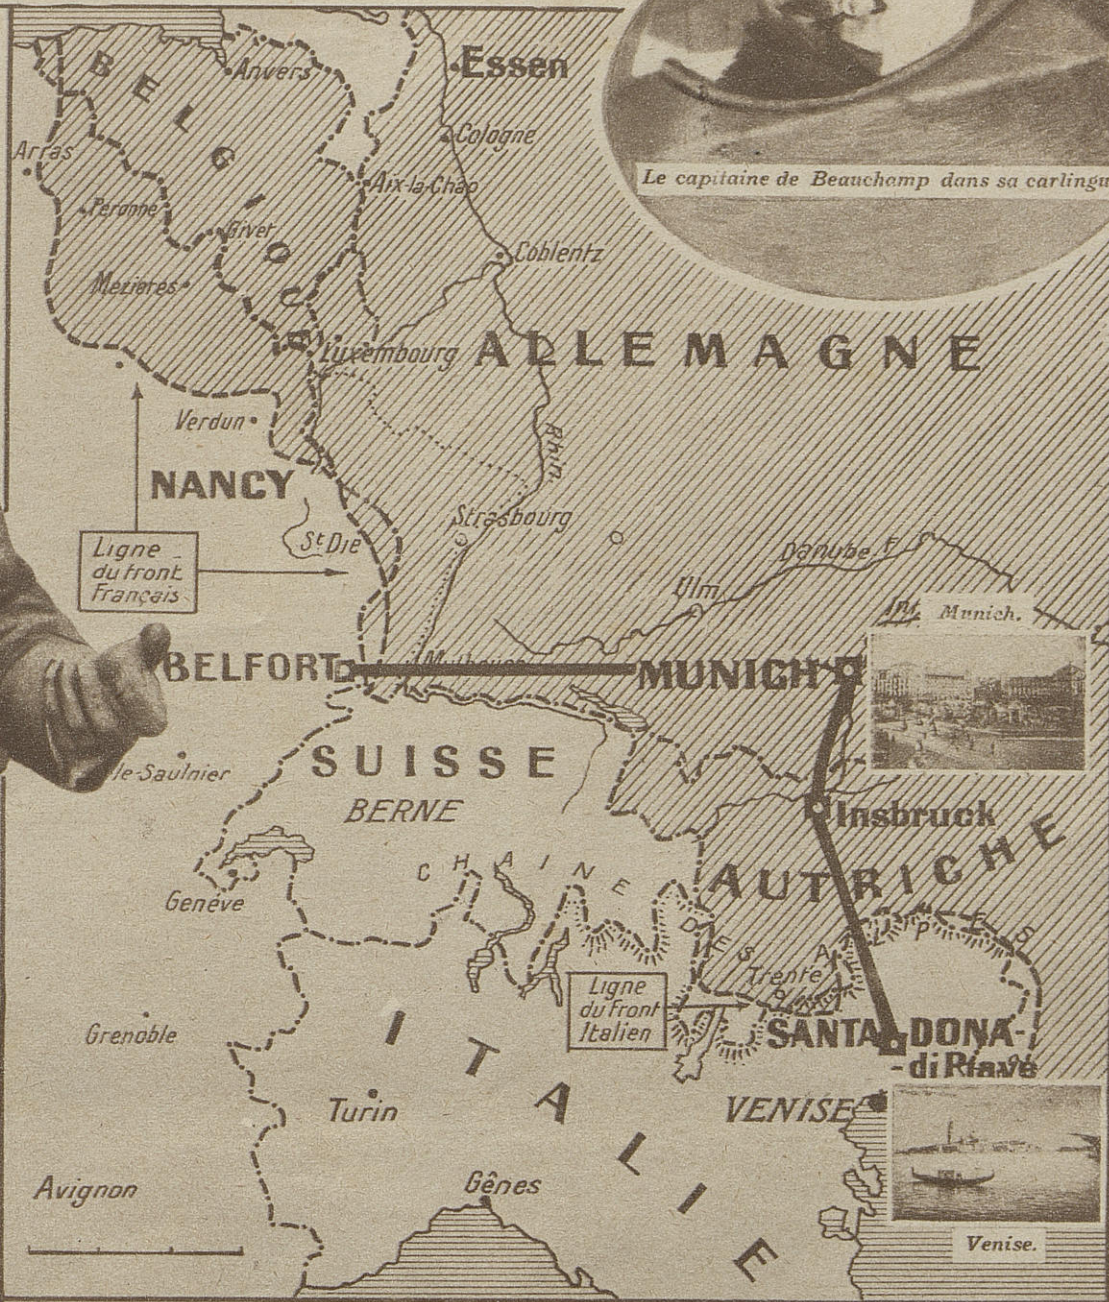 BELGIQUE
Anvers
Essen
Cologne
Arras
Aix-la-Chap
Le capitaine de Beauchamp dans sa carlingu
Peronne
Givet
Coblentz
Mezieres
Luxembourg
ALLEMAGNE
Verdun
Rhin
NANCY
Strasbourg
St Dié
Ligne
du front
Français
Danube F
Ulm
Inn
Munich.
BELFORT
MUNICH
SUISSE
le-Saulnier
BERNE
Insbruck
AUTRICHE
CHAINE DES ALPES
Genève
Trente
Ligne
du Front
Italien
SANTA DONA-
-di Piave
Grenoble
ITALIE
Turin
VENISE
Avignon
Gênes
Venise.